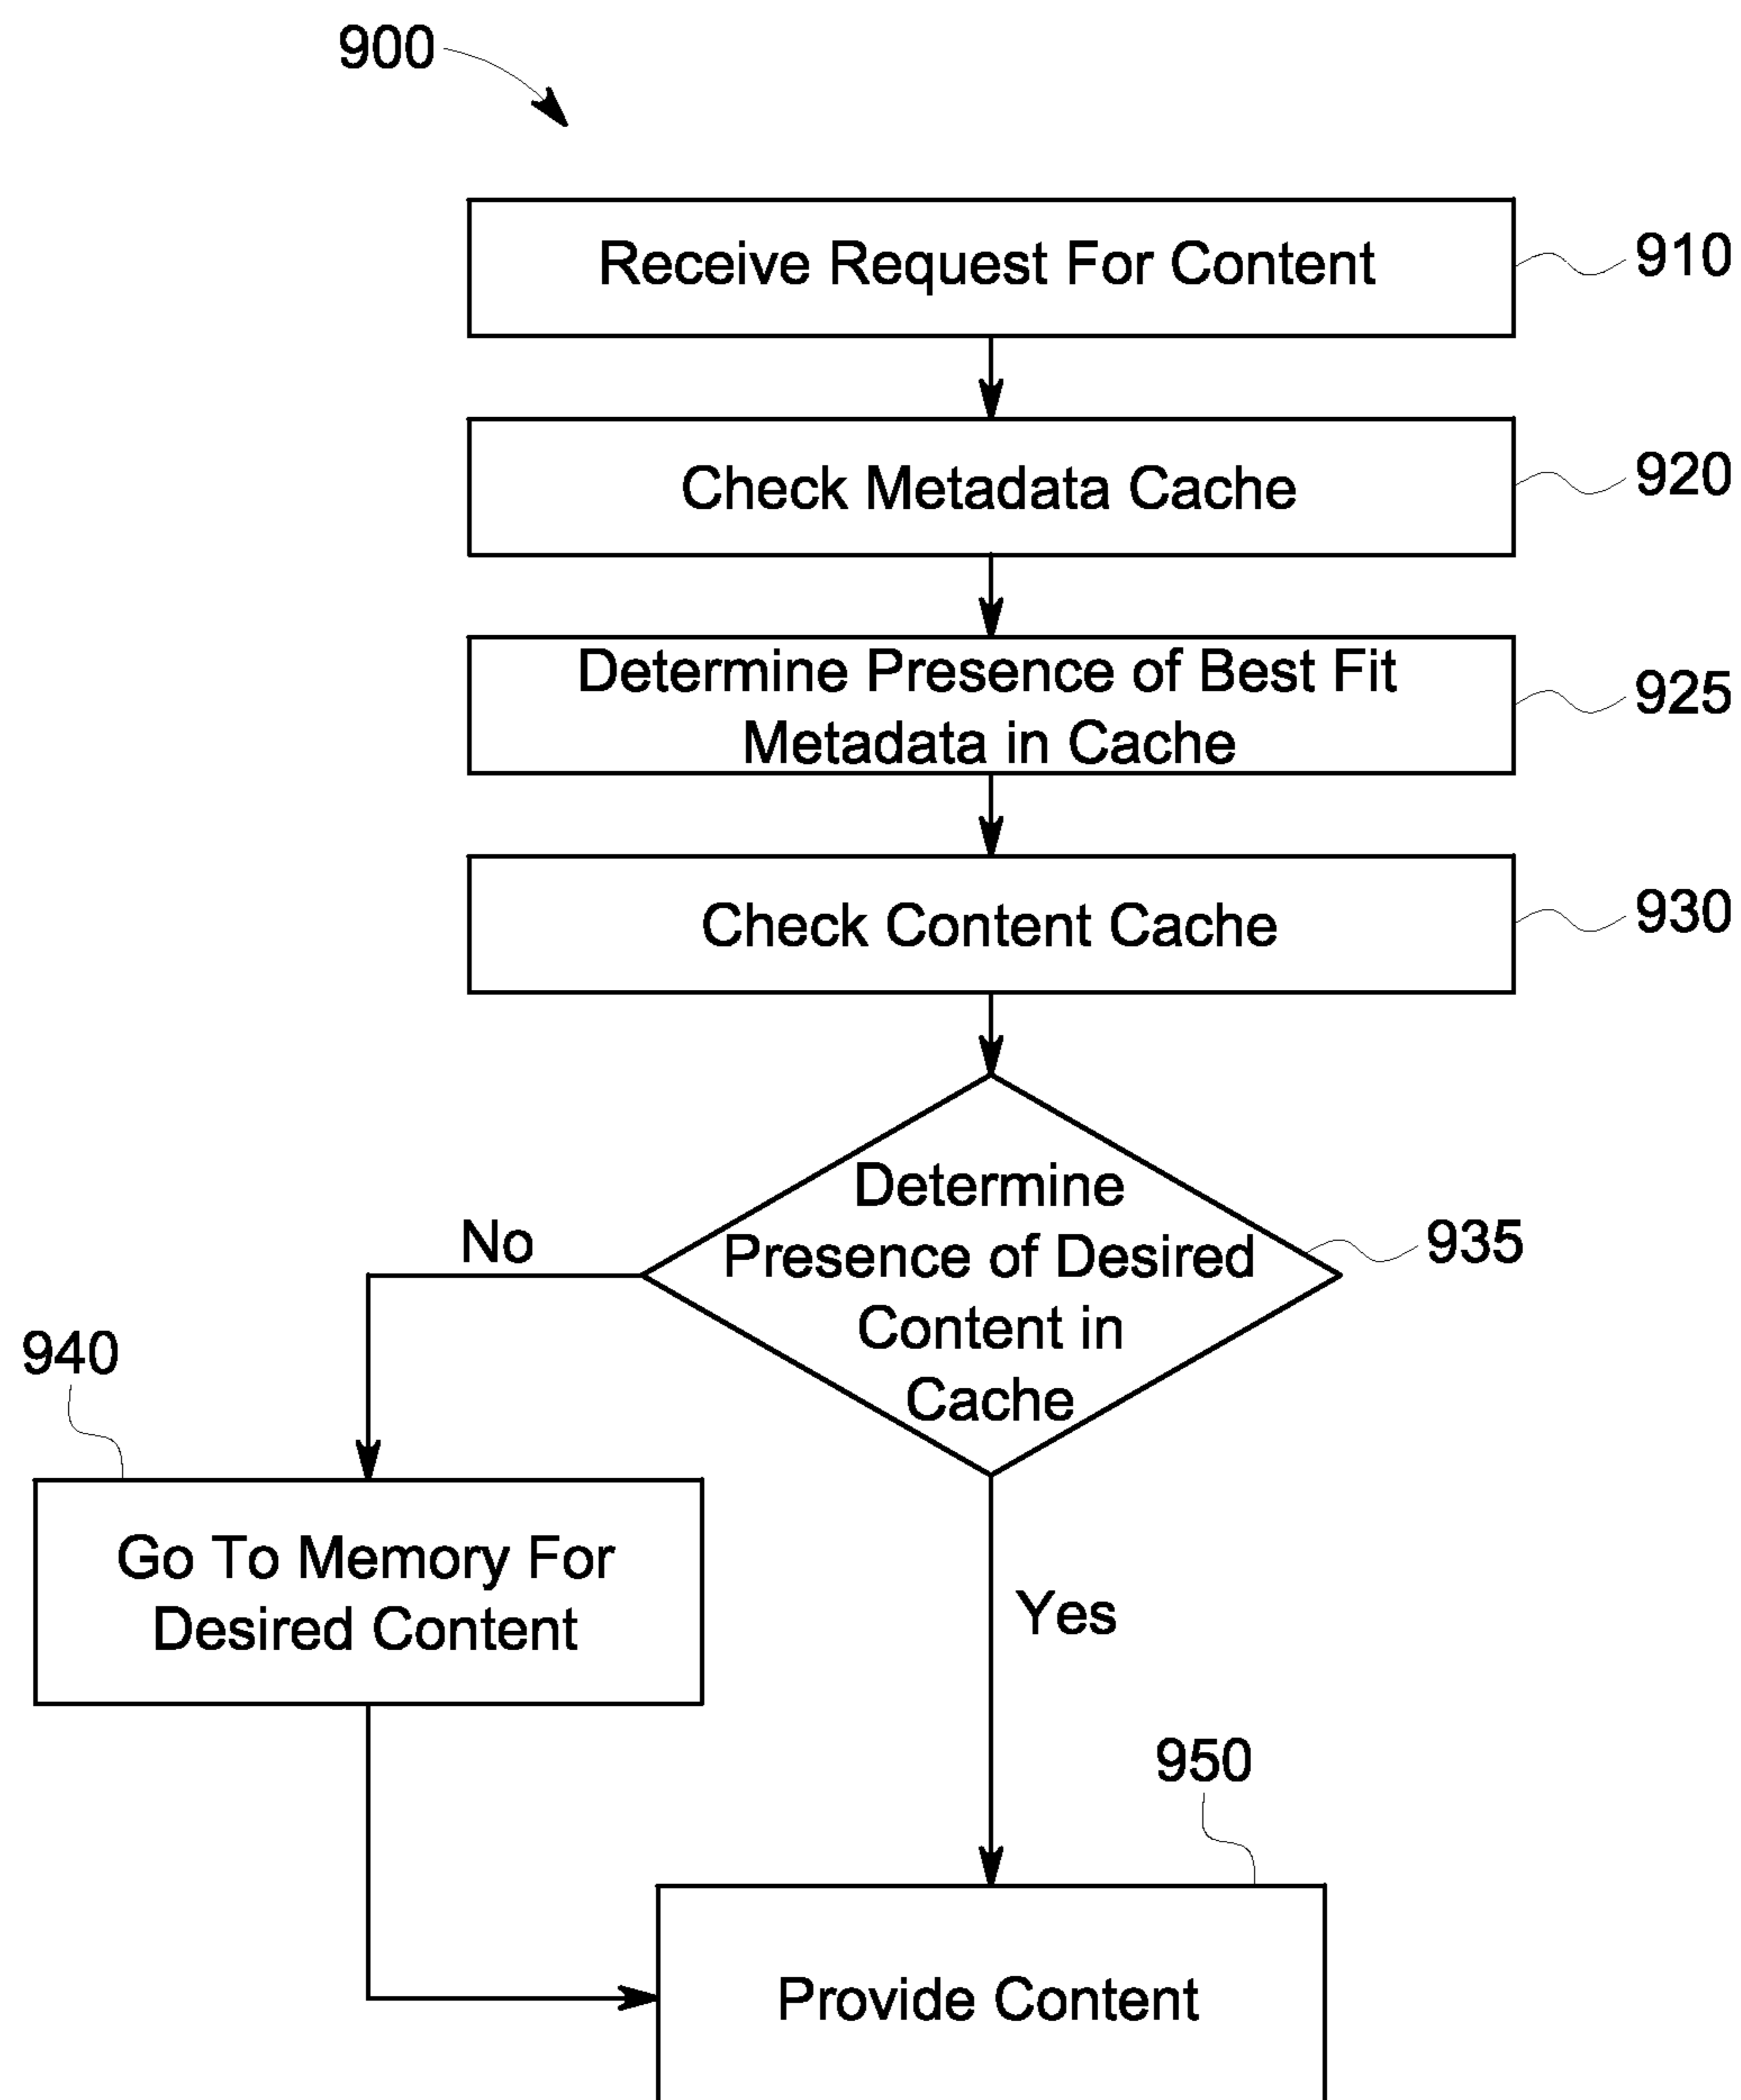 900
Receive Request For Content
910
Check Metadata Cache
920
Determine Presence of Best Fit
Metadata in Cache
925
Check Content Cache
930
Determine
Presence of Desired
Content in
Cache
935
No
940
Go To Memory For
Desired Content
Yes
950
Provide Content